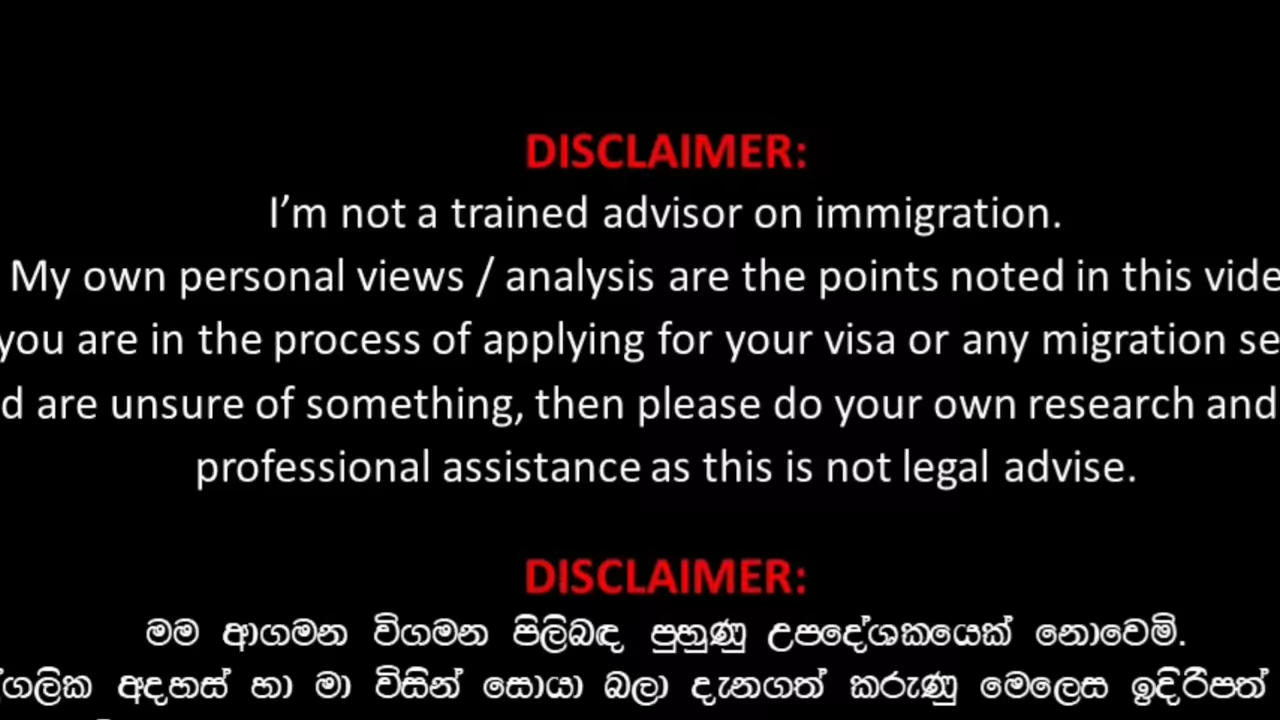 DISCLAIMER:
I’m not a trained advisor on immigration.
My own personal views / analysis are the points noted in this vide
you are in the process of applying for your visa or any migration se
d are unsure of something, then please do your own research and
professional assistance as this is not legal advise.
DISCLAIMER:
මම ආගමන විගමන පිලිබඳ පුහුණු උපදේශකයෙක් නොවෙමි.
ගලික අදහස් හා මා විසින් සොයා බලා දැනගත් කරුණු මෙලෙස ඉදිරිපත්